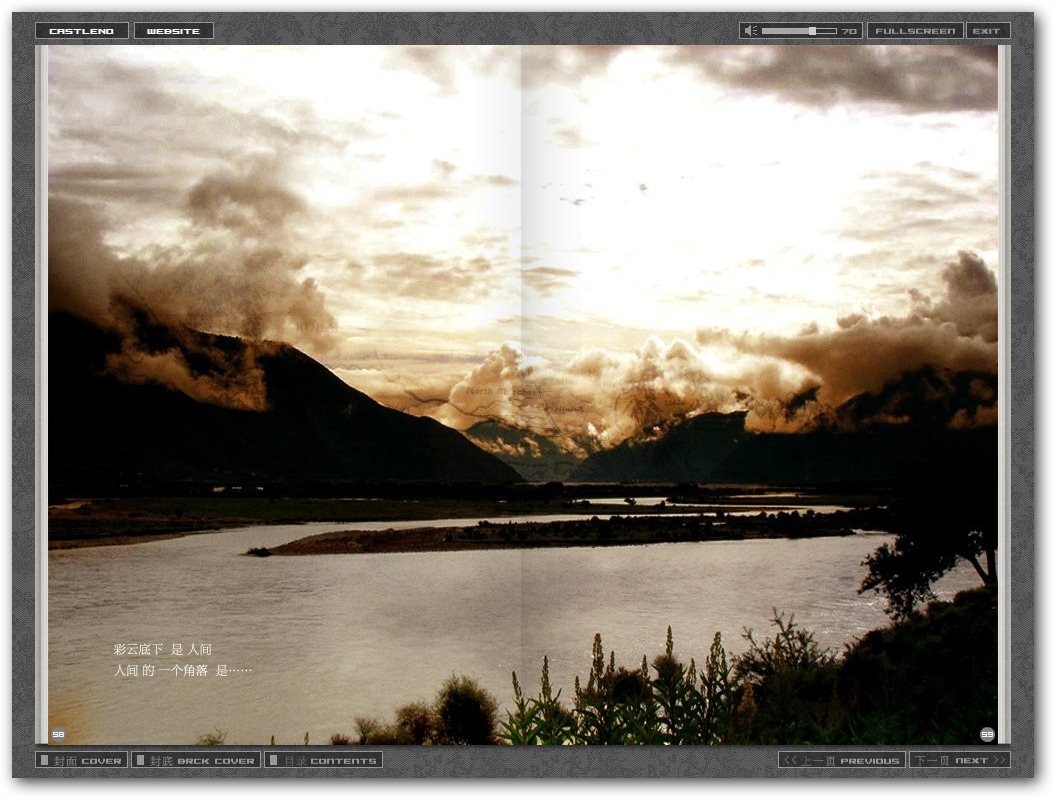 CASTLEND
WEBSITE
70
FULLSCREEN
EXIT
彩云底下 是 人间
人间 的 一个角落 是……
58
59
封面 COVER
封底 BACK COVER
目录 CONTENTS
<< 上一页 PREVIOUS
下一页 NEXT >>